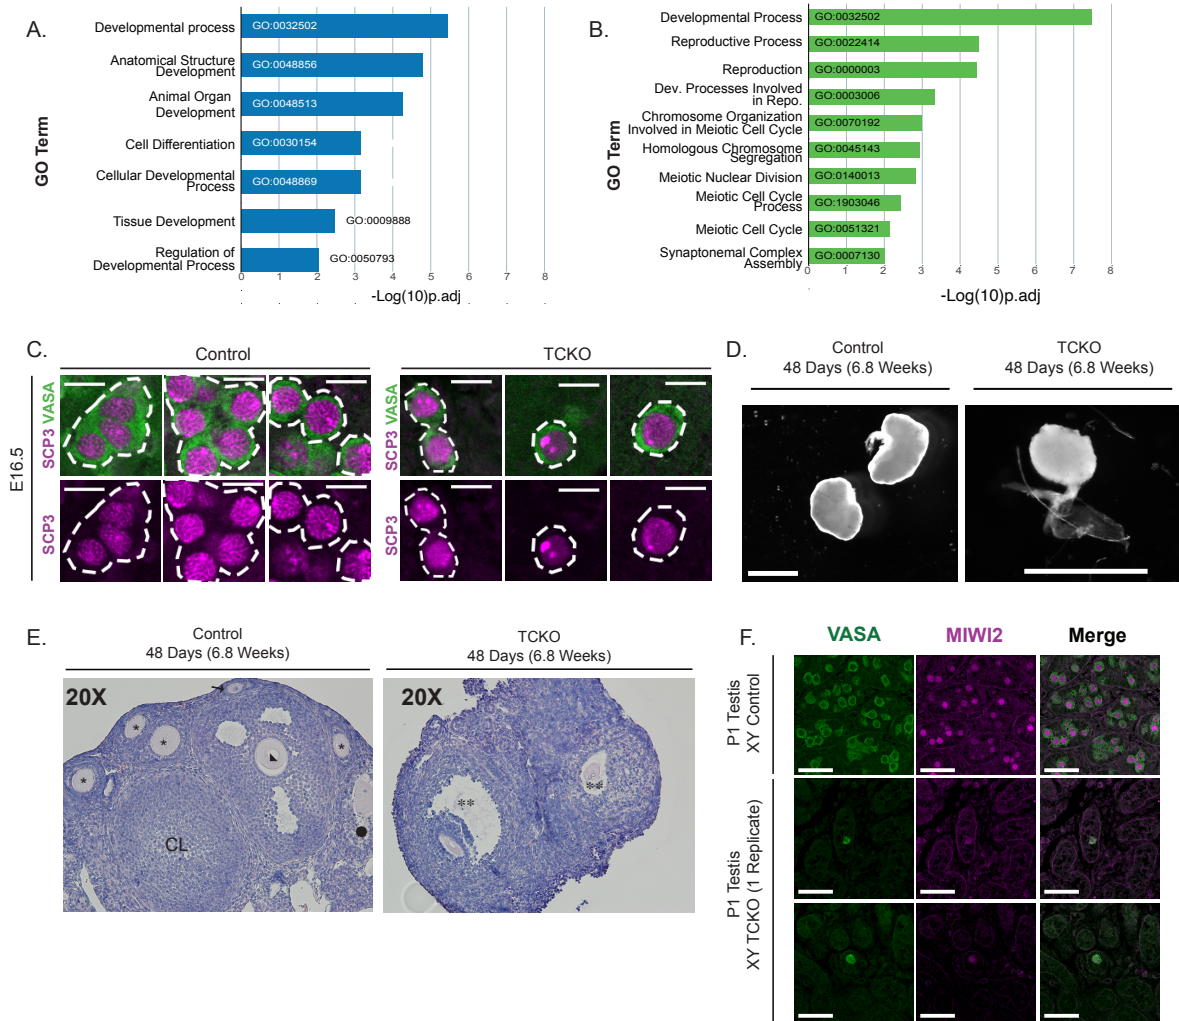 A.
GO Term
Developmental process
GO:0032502
Anatomical Structure
Development
GO:0048856
Animal Organ
Development
GO:0048513
Cell Differentiation
GO:0030154
Cellular Developmental
Process
GO:0048869
Tissue Development
GO:0009888
Regulation of
Developmental Process
GO:0050793
0 1 2 3 4 5 6 7 8
-Log(10)p.adj
B.
GO Term
Developmental Process
GO:0032502
Reproductive Process
GO:0022414
Reproduction
GO:0000003
Dev. Processes Involved
in Repo.
GO:0003006
Chromosome Organization
Involved in Meiotic Cell Cycle
GO:0070192
Homologous Chromosome
Segregation
GO:0045143
Meiotic Nuclear Division
GO:0140013
Meiotic Cell Cycle
Process
GO:1903046
Meiotic Cell Cycle
GO:0051321
Synaptonemal Complex
Assembly
GO:0007130
0 1 2 3 4 5 6 7 8
-Log(10)p.adj
C.
Control
TCKO
E16.5
SCP3 VASA
SCP3
SCP3 VASA
SCP3
D.
Control
48 Days (6.8 Weeks)
TCKO
48 Days (6.8 Weeks)
E.
Control
48 Days (6.8 Weeks)
TCKO
48 Days (6.8 Weeks)
20X
* * * *
CL
20X
**
**
F.
VASA MIWI2 Merge
P1 Testis
XY Control
P1 Testis
XY TCKO (1 Replicate)